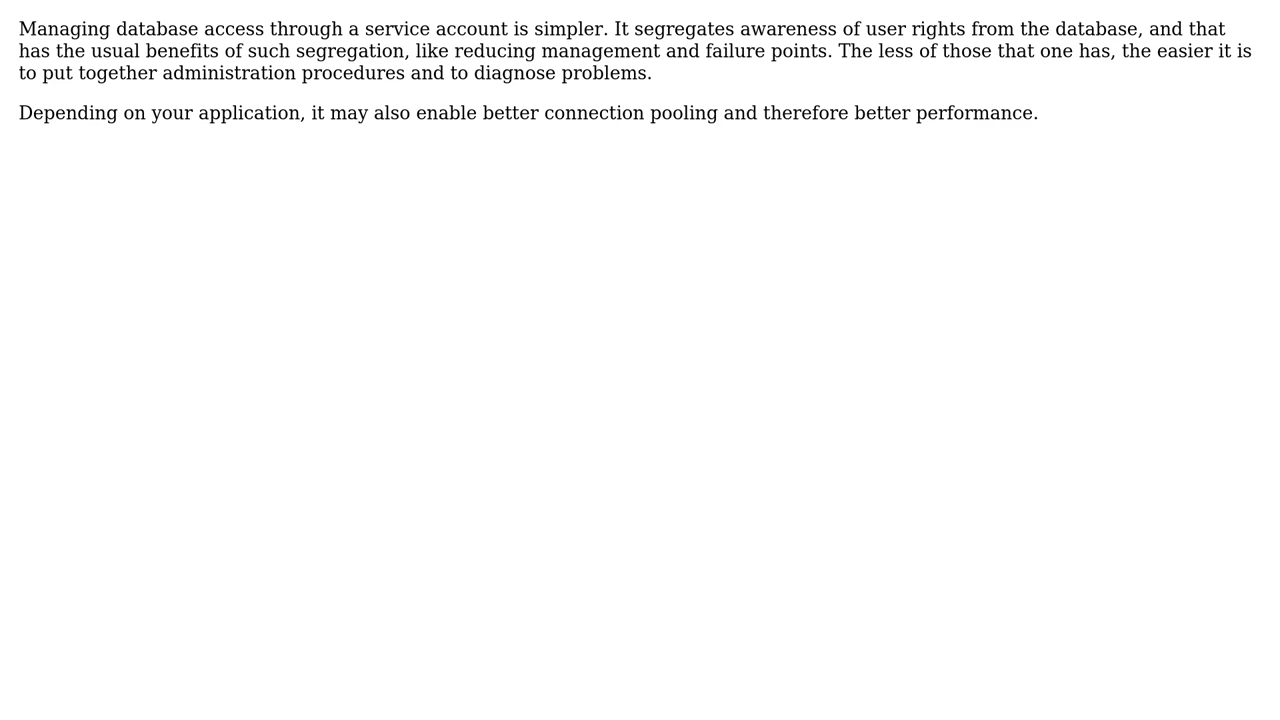 Managing database access through a service account is simpler. It segregates awareness of user rights from the database, and that
has the usual benefits of such segregation, like reducing management and failure points. The less of those that one has, the easier it is
to put together administration procedures and to diagnose problems.
Depending on your application, it may also enable better connection pooling and therefore better performance.